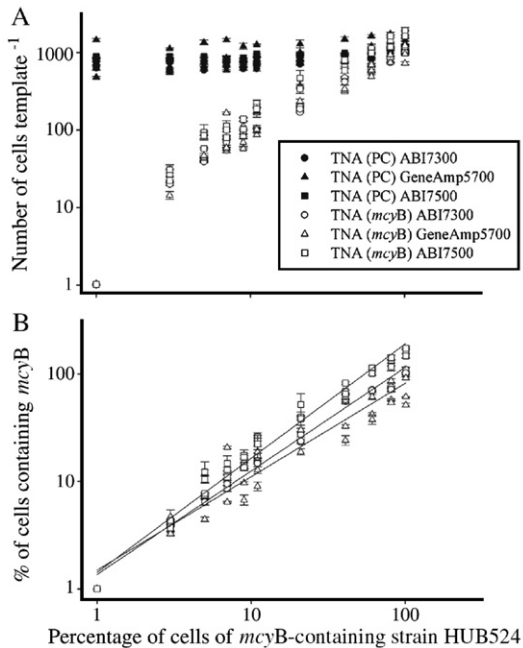 A
Number of cells template⁻¹
1000
100
10
1
TNA (PC) ABI7300
TNA (PC) GeneAmp5700
TNA (PC) ABI7500
TNA (mcyB) ABI7300
TNA (mcyB) GeneAmp5700
TNA (mcyB) ABI7500
B
% of cells containing mcyB
100
10
1
1 10 100
Percentage of cells of mcyB-containing strain HUB524